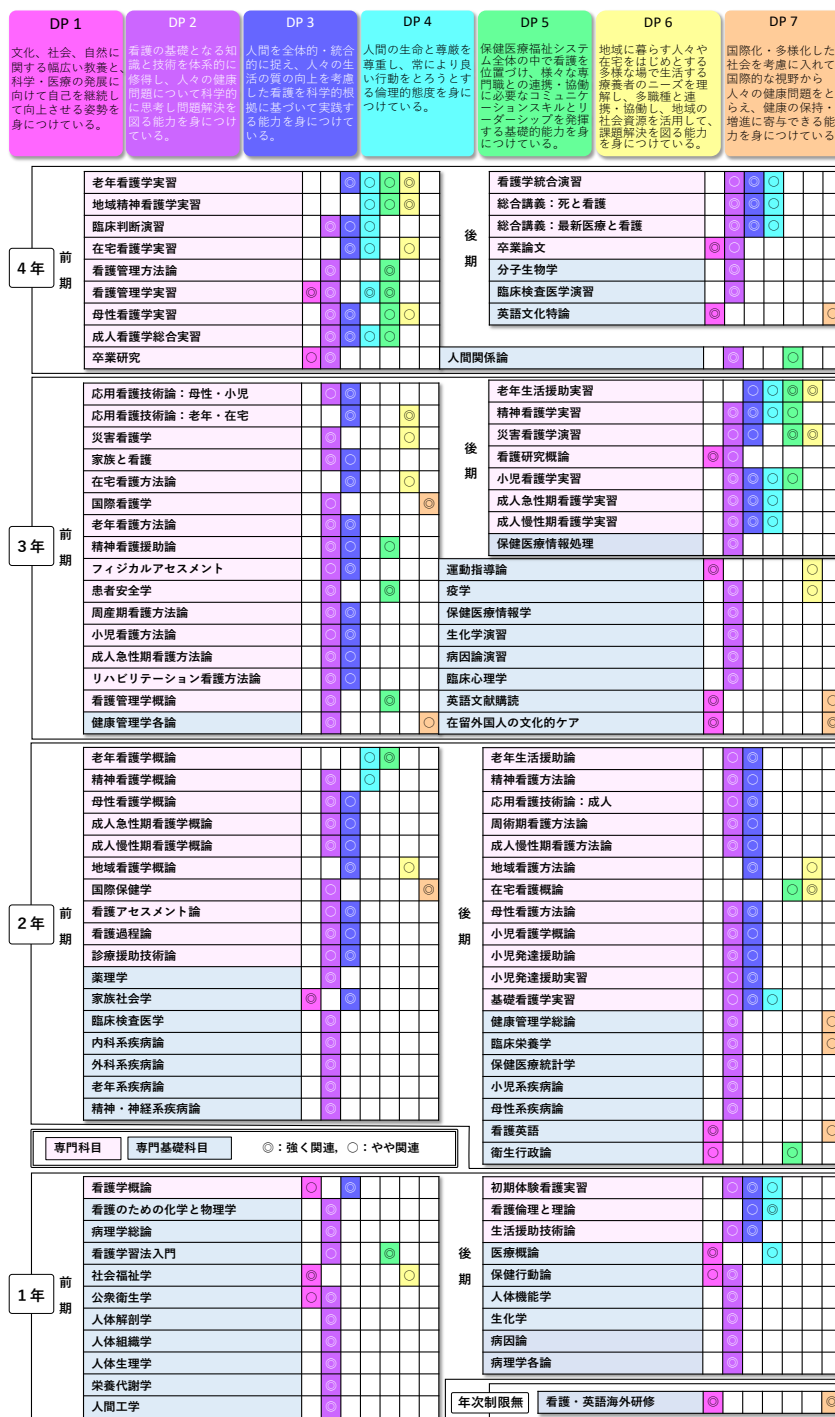 DP 1
文化、社会、自然に
関する幅広い教養と、
科学・医療の発展に
向けて自己を継続し
て向上させる姿勢を
身につけている。
DP 2
看護の基礎となる知
識と技術を体系的に
修得し、人々の健康
問題について科学的
に思考し問題解決を
図る能力を身につけ
ている。
DP 3
人間を全体的・統合
的に捉え、人々の生
活の質の向上を考慮
した看護を科学的根
拠に基づいて実践す
る能力を身につけて
いる。
DP 4
人間の生命と尊厳を
尊重し、常により良
い行動をとろうとす
る倫理的態度を身に
つけている。
DP 5
保健医療福祉システ
ム全体の中で看護を
位置づけ、様々な専
門職との連携・協働
に必要なコミュニケ
ーションスキルとリ
ーダーシップを発揮
する基礎的能力を身
につけている。
DP 6
地域に暮らす人々や
在宅をはじめとする
多様な場で生活する
療養者のニーズを理
解し、多職種と連
携・協働し、地域の
社会資源を活用して、
課題解決を図る能力
を身につけている。
DP 7
国際化・多様化した
社会を考慮に入れて
国際的な視野から
人々の健康問題をと
らえ、健康の保持・
増進に寄与できる能
力を身につけている
4年
前
期
老年看護学実習 ◎ ○ ○ ◎
地域精神看護学実習 ○ ○ ◎
臨床判断演習 ◎ ○ ○
在宅看護学実習 ◎ ○ ○
看護管理方法論 ◎ ◎
看護管理学実習 ◎ ◎ ◎ ◎
母性看護学実習 ◎ ◎ ○ ○
成人看護学総合実習 ◎ ◎ ○ ○
卒業研究 ○ ◎
後
期
看護学統合演習 ○ ◎ ○
総合講義：死と看護 ◎ ◎ ○
総合講義：最新医療と看護 ◎ ◎ ○
卒業論文 ◎ ○
分子生物学 ◎
臨床検査医学演習 ◎
英語文化特論 ◎ ○
人間関係論 ◎ ○
3年
前
期
応用看護技術論：母性・小児 ○ ◎
応用看護技術論：老年・在宅 ◎ ◎
災害看護学 ◎ ○
家族と看護 ◎ ○
在宅看護方法論 ◎ ○
国際看護学 ○ ◎
老年看護方法論 ○ ◎
精神看護援助論 ◎ ○ ○
フィジカルアセスメント ○ ◎
患者安全学 ◎ ◎
周産期看護方法論 ◎ ◎
小児看護方法論 ○ ◎
成人急性期看護方法論 ◎ ○
リハビリテーション看護方法論 ◎ ○
看護管理学概論 ◎ ◎
健康管理学各論 ◎ ○
後
期
老年生活援助実習 ○ ○ ◎ ◎
精神看護学実習 ◎ ◎ ○ ○
災害看護学演習 ○ ○ ◎ ◎
看護研究概論 ◎ ○
小児看護学実習 ◎ ◎ ○ ○
成人急性期看護学実習 ◎ ◎ ○
成人慢性期看護学実習 ◎ ◎ ○
保健医療情報処理 ◎
運動指導論 ◎ ○
疫学 ◎ ○
保健医療情報学 ◎
生化学演習 ◎
病因論演習 ◎
臨床心理学 ◎
英語文献購読 ◎ ○
在留外国人の文化的ケア ◎ ◎
2年
前
期
老年看護学概論 ○ ◎
精神看護学概論 ◎ ○
母性看護学概論 ◎ ○
成人急性期看護学概論 ◎ ○
成人慢性期看護学概論 ◎ ○
地域看護学概論 ◎ ○
国際保健学 ○ ◎
看護アセスメント論 ○ ◎
看護過程論 ◎ ○
診療援助技術論 ○ ◎
薬理学 ◎
家族社会学 ◎ ◎
臨床検査医学 ◎
内科系疾病論 ◎
外科系疾病論 ◎
老年系疾病論 ◎
精神・神経系疾病論 ◎
後
期
老年生活援助論 ○ ◎
精神看護方法論 ◎ ○
応用看護技術論：成人 ○ ◎
周術期看護方法論 ◎ ○
成人慢性期看護方法論 ◎ ○
地域看護方法論 ◎ ○
在宅看護概論 ○ ◎
母性看護方法論 ◎ ◎
小児看護学概論 ◎ ○
小児発達援助論 ○ ◎
小児発達援助実習 ○ ◎
基礎看護学実習 ○ ◎ ○
健康管理学総論 ◎ ○
臨床栄養学 ◎ ○
保健医療統計学 ◎
小児系疾病論 ◎
母性系疾病論 ◎
看護英語 ◎ ○
衛生行政論 ○ ○
専門科目 専門基礎科目 ◎：強く関連，○：やや関連
1年
前
期
看護学概論 ○ ◎
看護のための化学と物理学 ◎
病理学総論 ◎
看護学習法入門 ○ ◎
社会福祉学 ◎ ○
公衆衛生学 ○ ◎
人体解剖学 ◎
人体組織学 ◎
人体生理学 ◎
栄養代謝学 ◎
人間工学 ◎
後
期
初期体験看護実習 ○ ◎ ○
看護倫理と理論 ○ ◎
生活援助技術論 ○ ◎
医療概論 ◎ ○
保健行動論 ○ ◎
人体機能学 ◎
生化学 ◎
病因論 ◎
病理学各論 ◎
年次制限無 看護・英語海外研修 ◎ ◎